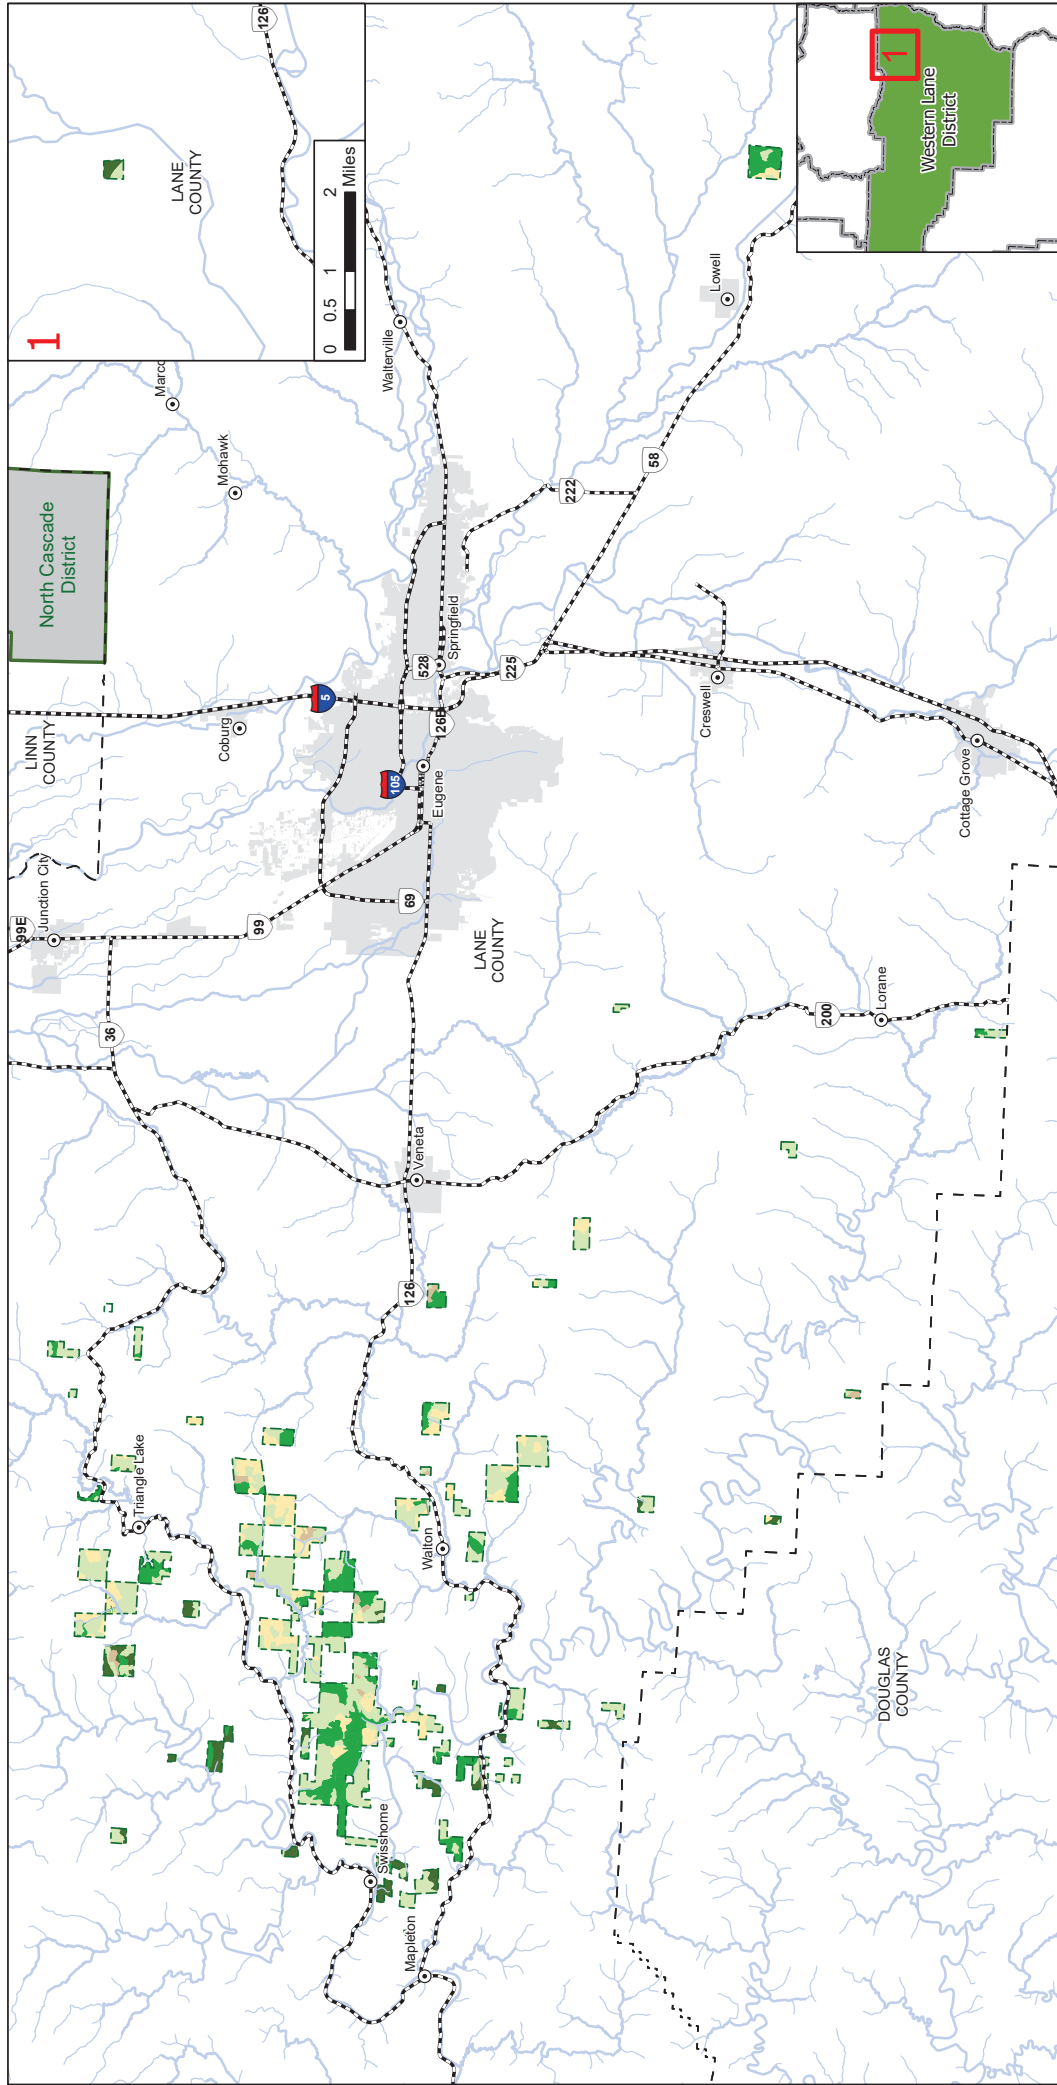 1
126
LANE
COUNTY
0 0.5 1 2
Miles
1
Western Lane
District
North Cascade
District
Marco
Mohawk
Walterville
Lowell
58
222
Springfield
528
225
126B
5
105
Eugene
Coburg
LINN
COUNTY
Creswell
Cottage Grove
99E
Junction City
99
69
LANE
COUNTY
36
200
Lorane
Veneta
126
Triangle Lake
Walton
Swisshome
Mapleton
DOUGLAS
COUNTY